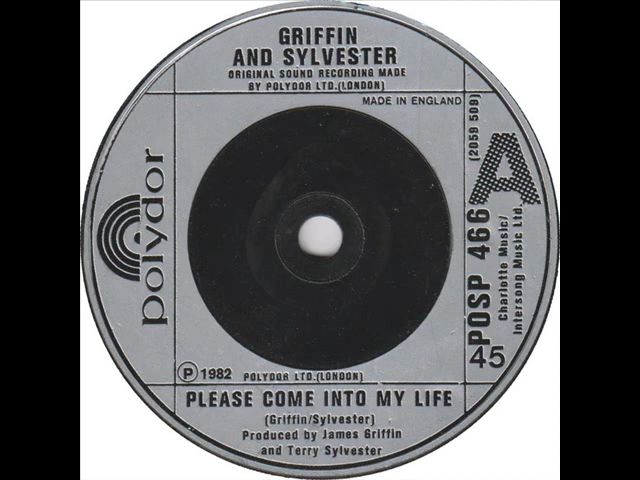 GRIFFIN
AND SYLVESTER
ORIGINAL SOUND RECORDING MADE
BY POLYDOR LTD.(LONDON)
MADE IN ENGLAND
polydor
(2059 509)
A
POSP 466
Charlotte Music/
Intersong Music Ltd.
45
P 1982 POLYDOR LTD.(LONDON)
PLEASE COME INTO MY LIFE
(Griffin/Sylvester)
Produced by James Griffin
and Terry Sylvester